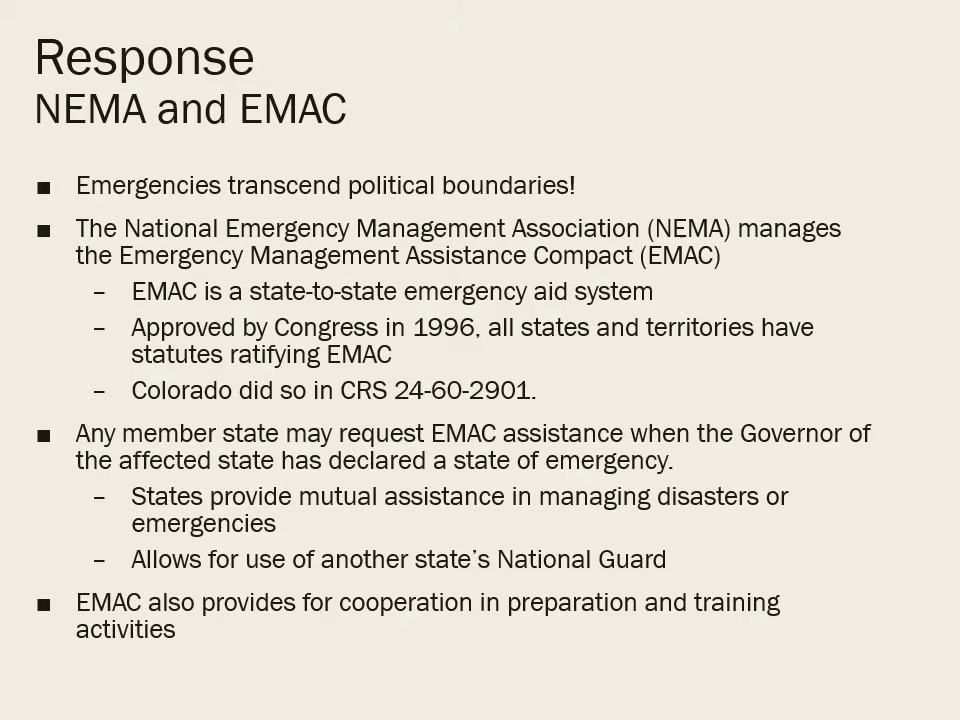 Response
NEMA and EMAC
■ Emergencies transcend political boundaries!
■ The National Emergency Management Association (NEMA) manages
the Emergency Management Assistance Compact (EMAC)
– EMAC is a state-to-state emergency aid system
– Approved by Congress in 1996, all states and territories have
statutes ratifying EMAC
– Colorado did so in CRS 24-60-2901.
■ Any member state may request EMAC assistance when the Governor of
the affected state has declared a state of emergency.
– States provide mutual assistance in managing disasters or
emergencies
– Allows for use of another state’s National Guard
■ EMAC also provides for cooperation in preparation and training
activities